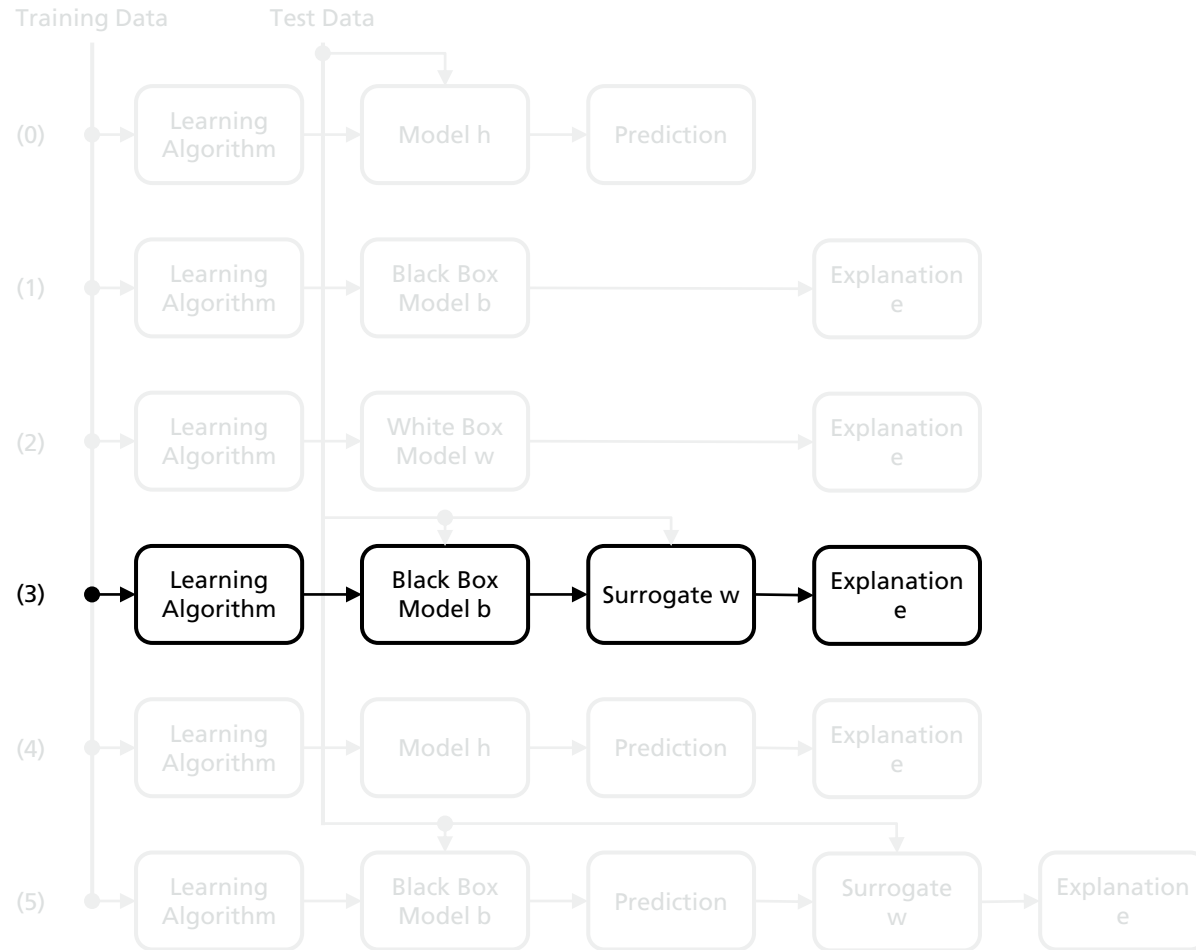 Training Data
Test Data
(0)
Learning
Algorithm
Model h
Prediction
(1)
Learning
Algorithm
Black Box
Model b
Explanation
e
(2)
Learning
Algorithm
White Box
Model w
Explanation
e
(3)
Learning
Algorithm
Black Box
Model b
Surrogate w
Explanation
e
(4)
Learning
Algorithm
Model h
Prediction
Explanation
e
(5)
Learning
Algorithm
Black Box
Model b
Prediction
Surrogate
w
Explanation
e